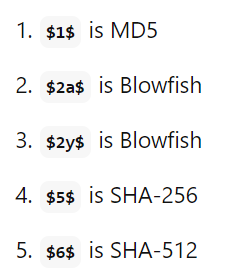 1. $1$ is MD5
2. $2a$ is Blowfish
3. $2y$ is Blowfish
4. $5$ is SHA-256
5. $6$ is SHA-512